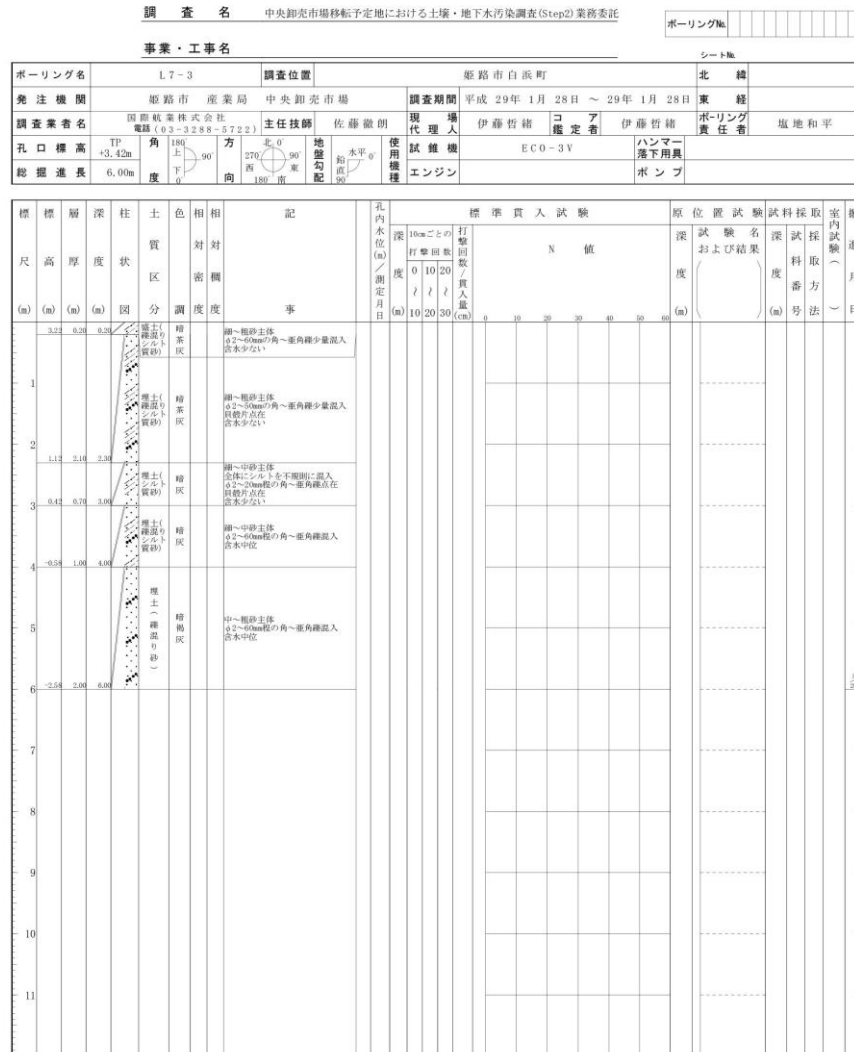 調 査 名 中央卸売市場移転予定地における土壌・地下水汚染調査(Step2)業務委託
ボーリングNo.
事業・工事名
シートNo.
ボーリング名 L7-3 調査位置 姫路市白浜町 北緯
発注機関 姫路市 産業局 中央卸売市場 調査期間 平成 29年 1月 28日 ～ 29年 1月 28日 東経
調査業者名 国際航業株式会社 電話(03-3288-5722) 主任技師 佐藤徹朗 現場代理人 伊藤哲緒 コア鑑定者 伊藤哲緒 ボーリング責任者 塩地和平
孔口標高 TP +3.42m 角度 180° 上 下 0° 90° 方向 北 0° 270° 西 90° 東 180° 南 地盤勾配 水平 0° 鉛直 90° 使用機種 試錐機 ECO-3V ハンマー落下用具
総掘進長 6.00m エンジン ポンプ
標尺(m) 標高(m) 層厚(m) 深度(m) 柱状図 土質区分 色調 相対密度 相対稠度 記事 孔内水位(m)/測定月日 標準貫入試験 原位置試験 試料採取 室内試験( )
深度(m) 10cmごとの打撃回数 打撃回数/貫入量(cm) N 値 深度(m) 試験名および結果 深度(m) 試料番号 採取方法
0 10 20
～ ～ ～
10 20 30
0 10 20 30 40 50 60
3.22 0.20 0.20 盛土(礫混りシルト質砂) 暗茶灰 細～粗砂主体
φ2～60mmの角～亜角礫少量混入
含水少ない
1
埋土(礫混りシルト質砂) 暗茶灰 細～粗砂主体
φ2～50mmの角～亜角礫少量混入
貝殻片点在
含水少ない
2
1.12 2.10 2.30
埋土(シルト質砂) 暗灰 細～中砂主体
全体にシルトを不規則に混入
φ2～20mm程の角～亜角礫点在
貝殻片点在
含水少ない
3 0.42 0.70 3.00
埋土(礫混りシルト質砂) 暗灰 細～中砂主体
φ2～60mm程の角～亜角礫混入
含水中位
4 -0.58 1.00 4.00
埋土(礫混り砂) 暗褐灰 中～粗砂主体
φ2～60mm程の角～亜角礫混入
含水中位
5
6 -2.58 2.00 6.00
7
8
9
10
11